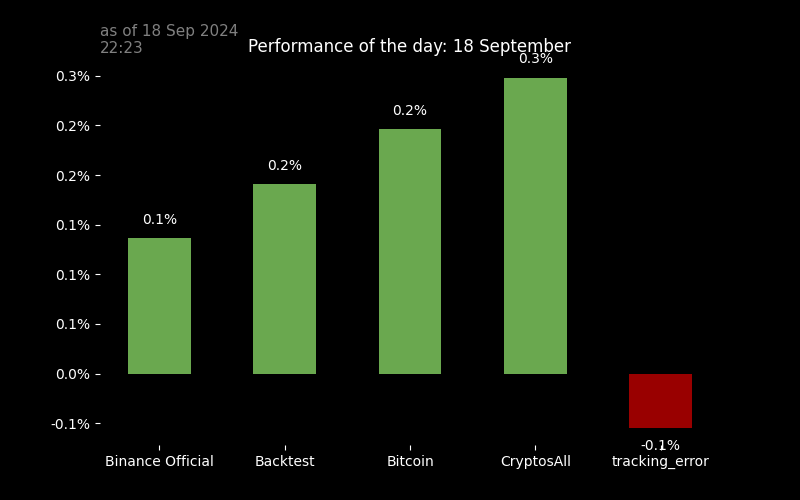 as of 18 Sep 2024
22:23
Performance of the day: 18 September
0.3%
0.3%
0.2%
0.2%
0.2%
0.2%
0.1%
0.1%
0.1%
0.1%
0.0%
-0.1%
-0.1%
Binance Official
Backtest
Bitcoin
CryptosAll
tracking_error